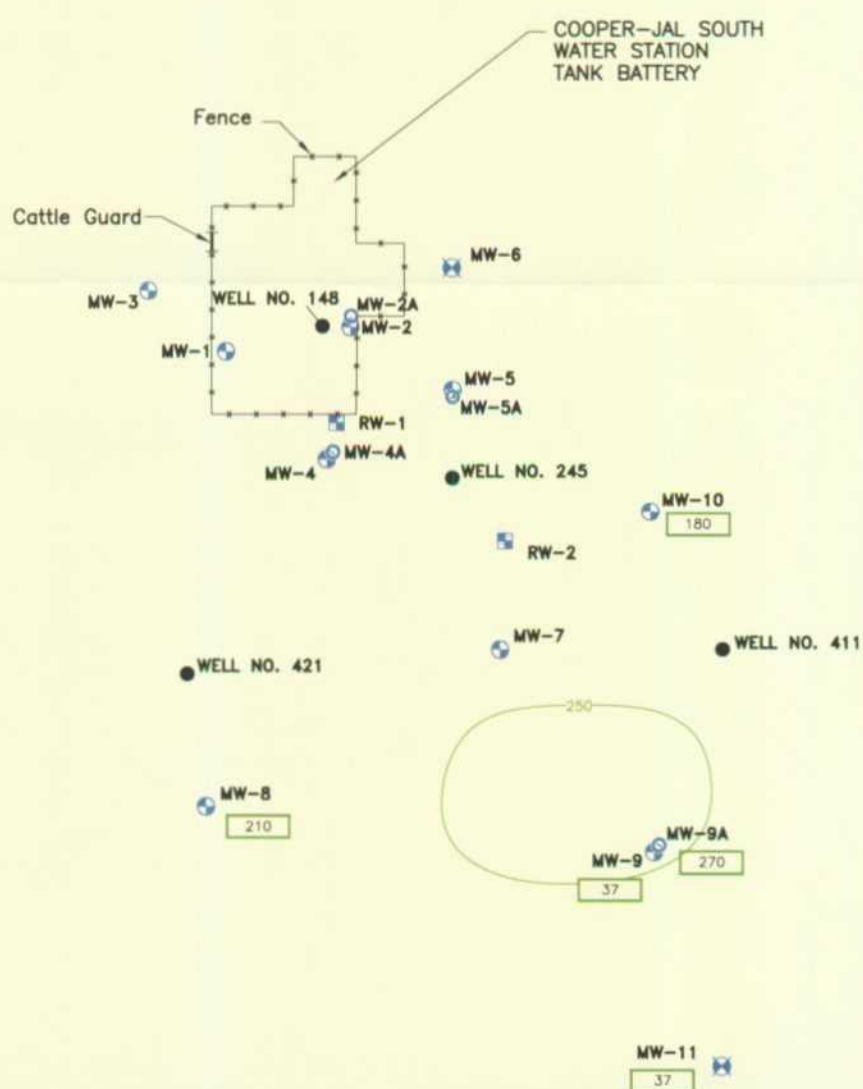 COOPER-JAL SOUTH
WATER STATION
TANK BATTERY
Fence
Cattle Guard
MW-6
MW-3
WELL NO. 148
MW-2A
MW-2
MW-1
MW-5
MW-5A
RW-1
MW-4A
MW-4
WELL NO. 245
MW-10
180
RW-2
MW-7
WELL NO. 411
WELL NO. 421
250
MW-8
210
MW-9A
MW-9
270
37
MW-11
37